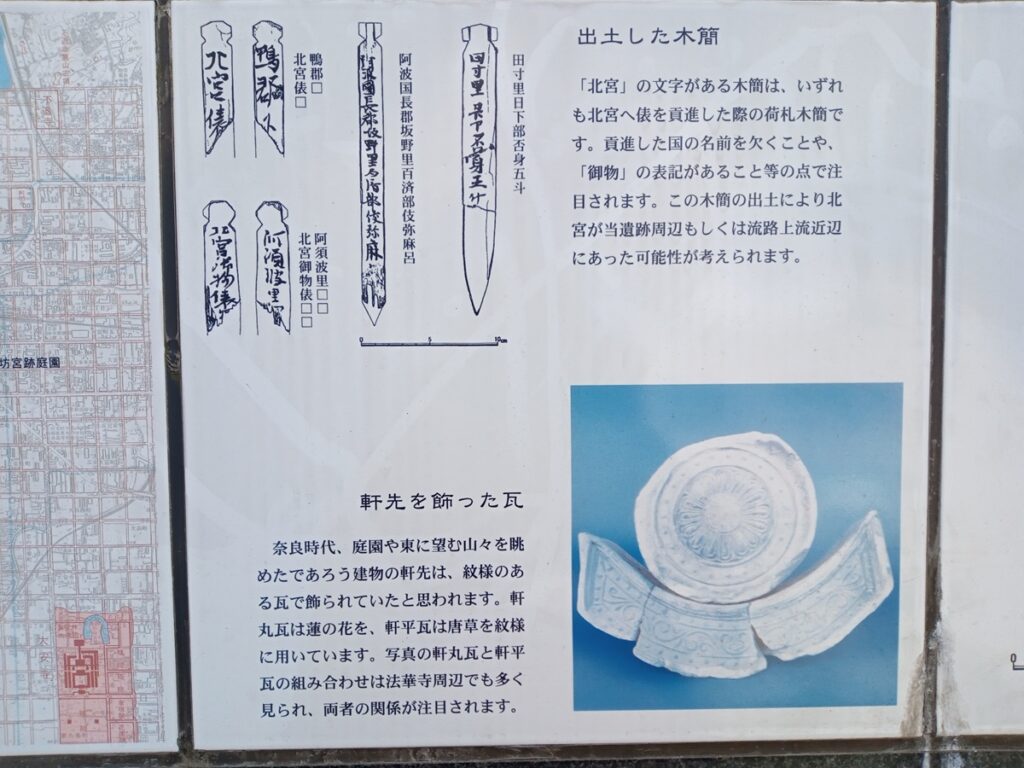 坊宮跡庭園
大安寺
鴨郡□
北宮俵□
阿波国長郡坂野里百済部伎弥麻呂
田寸里日下部否身五斗
阿須波里□□
北宮御物俵□□
0 5 10cm
出土した木簡
「北宮」の文字がある木簡は、いずれ
も北宮へ俵を貢進した際の荷札木簡で
す。貢進した国の名前を欠くことや、
「御物」の表記があること等の点で注
目されます。この木簡の出土により北
宮が当遺跡周辺もしくは流路上流近辺
にあった可能性が考えられます。
軒先を飾った瓦
奈良時代、庭園や東に望む山々を眺
めたであろう建物の軒先は、紋様のあ
る瓦で飾られていたと思われます。軒
丸瓦は蓮の花を、軒平瓦は唐草を紋様
に用いています。写真の軒丸瓦と軒平
瓦の組み合わせは法華寺周辺でも多く
見られ、両者の関係が注目されます。
0